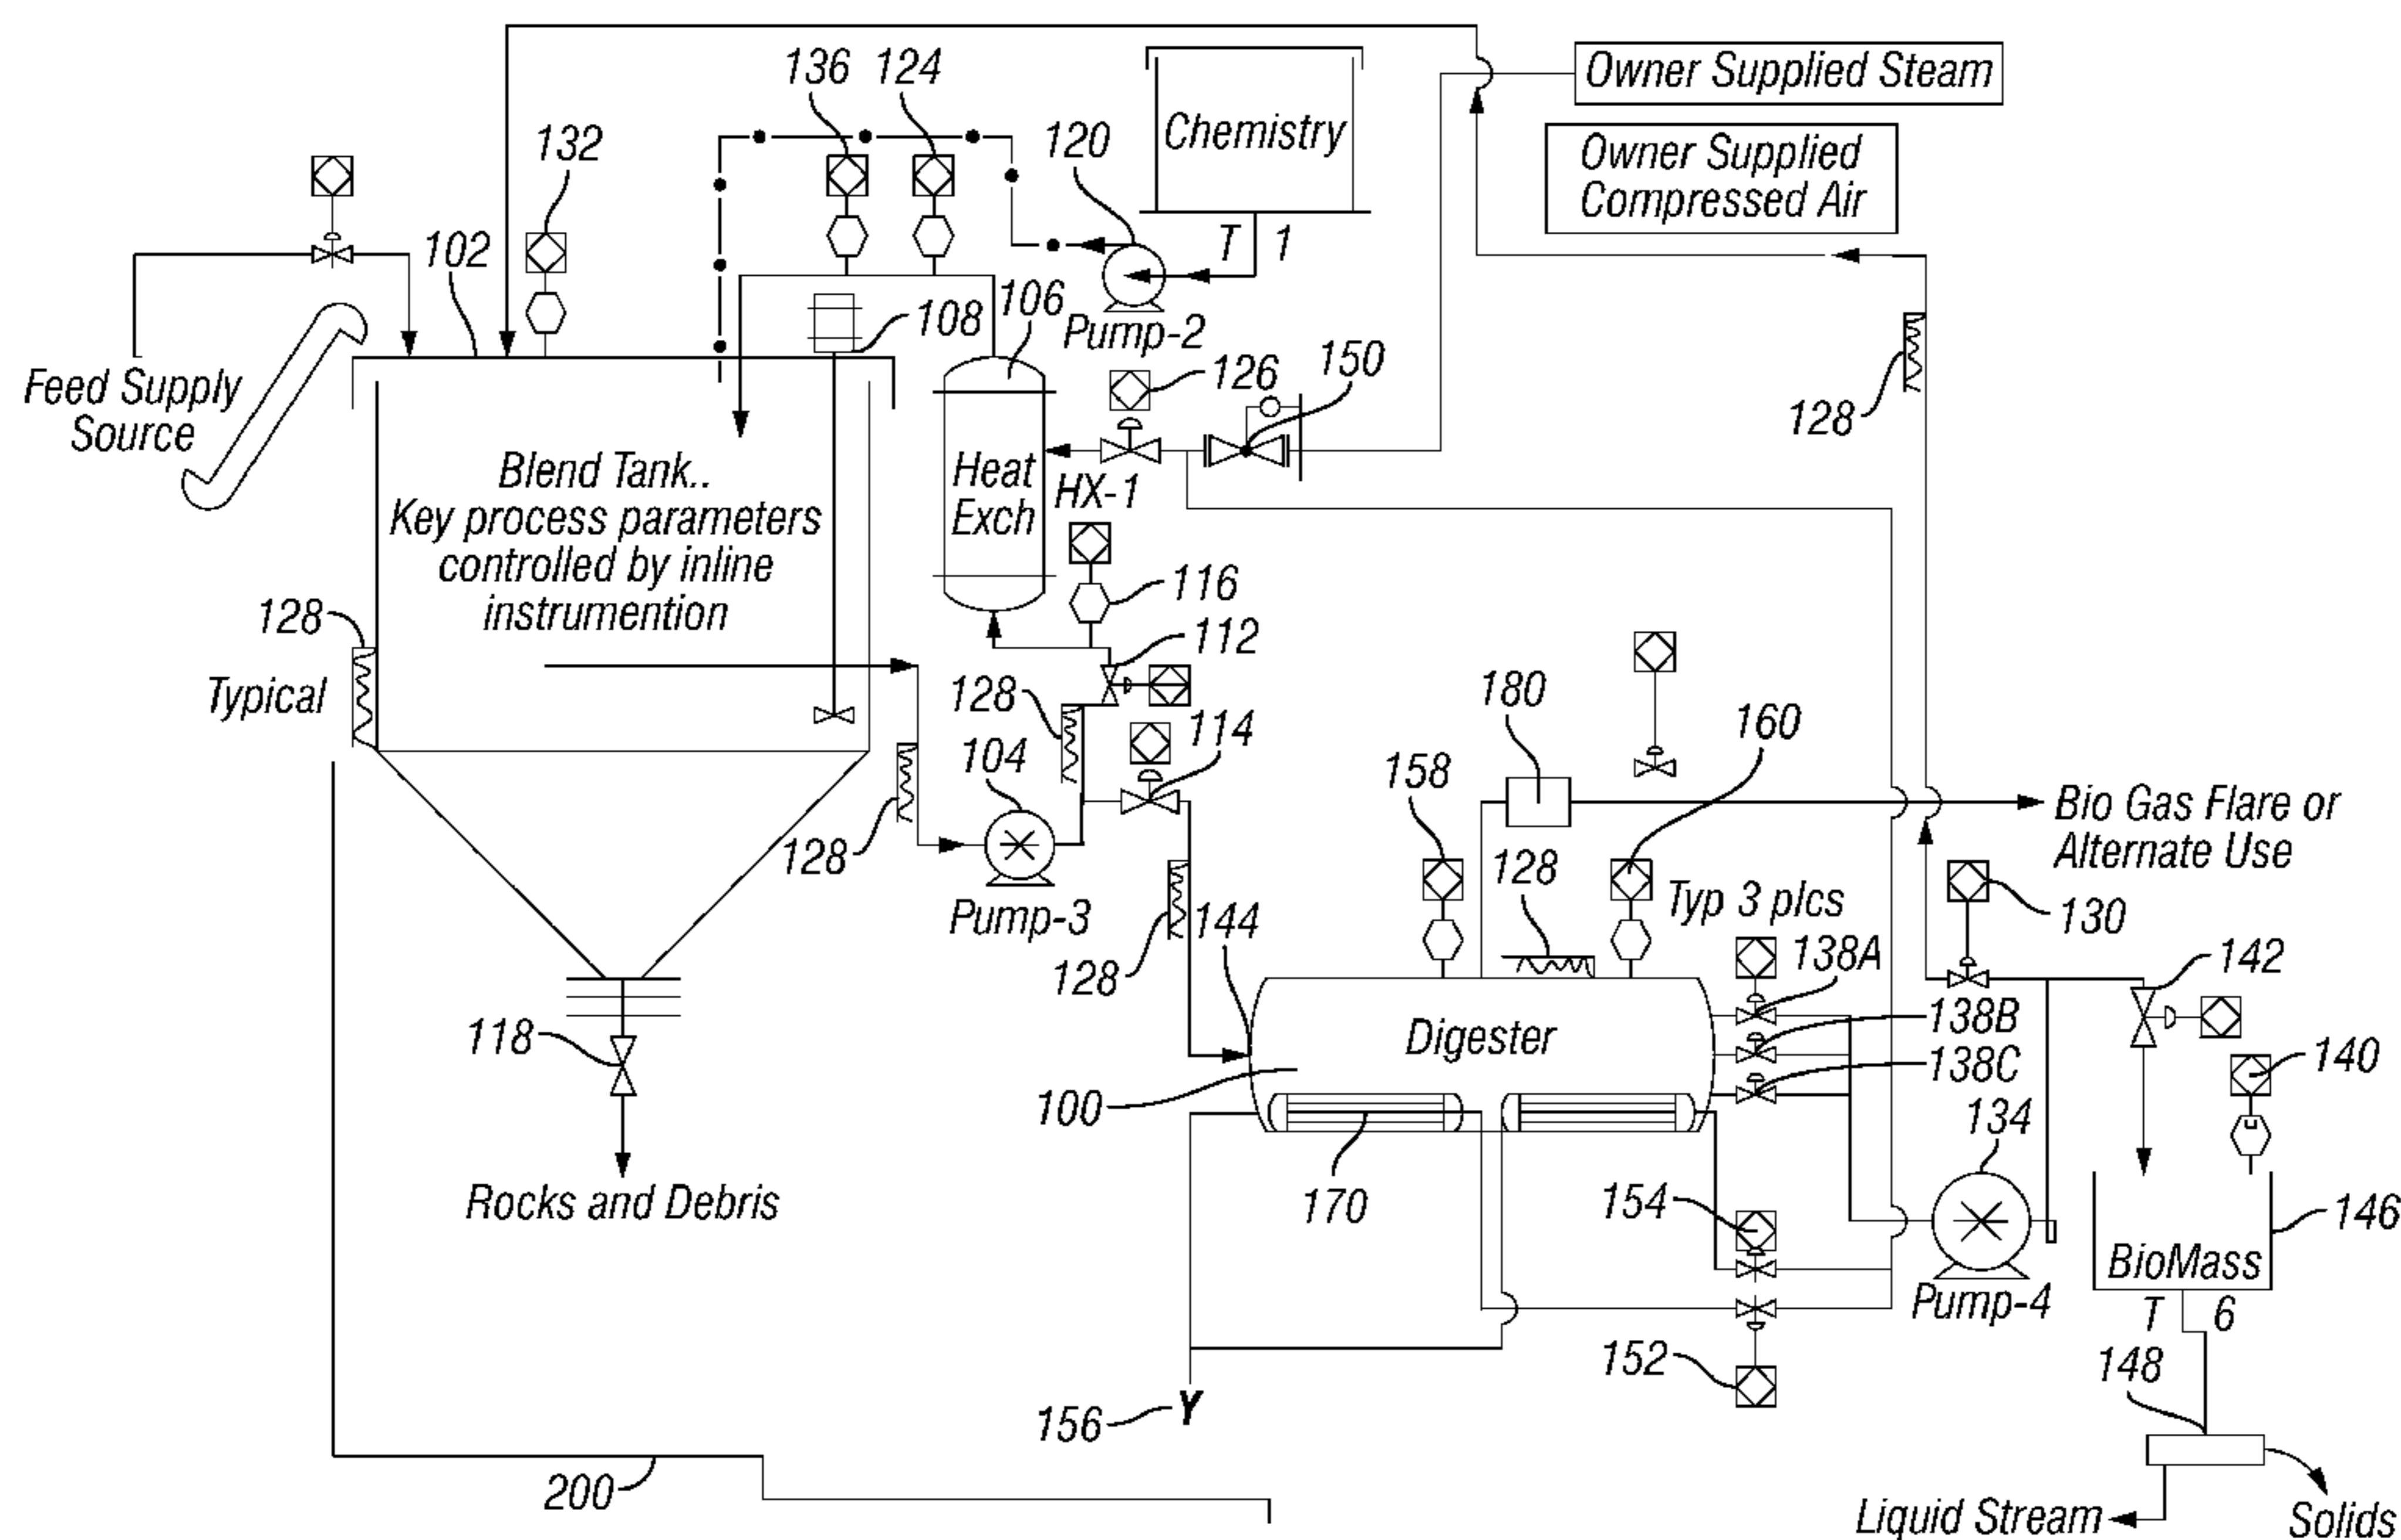 136 124
Owner Supplied Steam
Chemistry
132
120
Owner Supplied
Compressed Air
102
T 1
106
108
Pump-2
150
126
128
Feed Supply
Source
Blend Tank..
Key process parameters
controlled by inline
instrumention
Heat
Exch
HX-1
116
128
112
Typical
128
180
114
160
104
158
Bio Gas Flare or
Alternate Use
128
128
Typ 3 plcs
130
Pump-3
144
138A
142
128
Digester
138B
118
138C
140
100
134
Rocks and Debris
170
154
146
BioMass
Pump-4
T 6
152
148
156
200
Liquid Stream
Solids